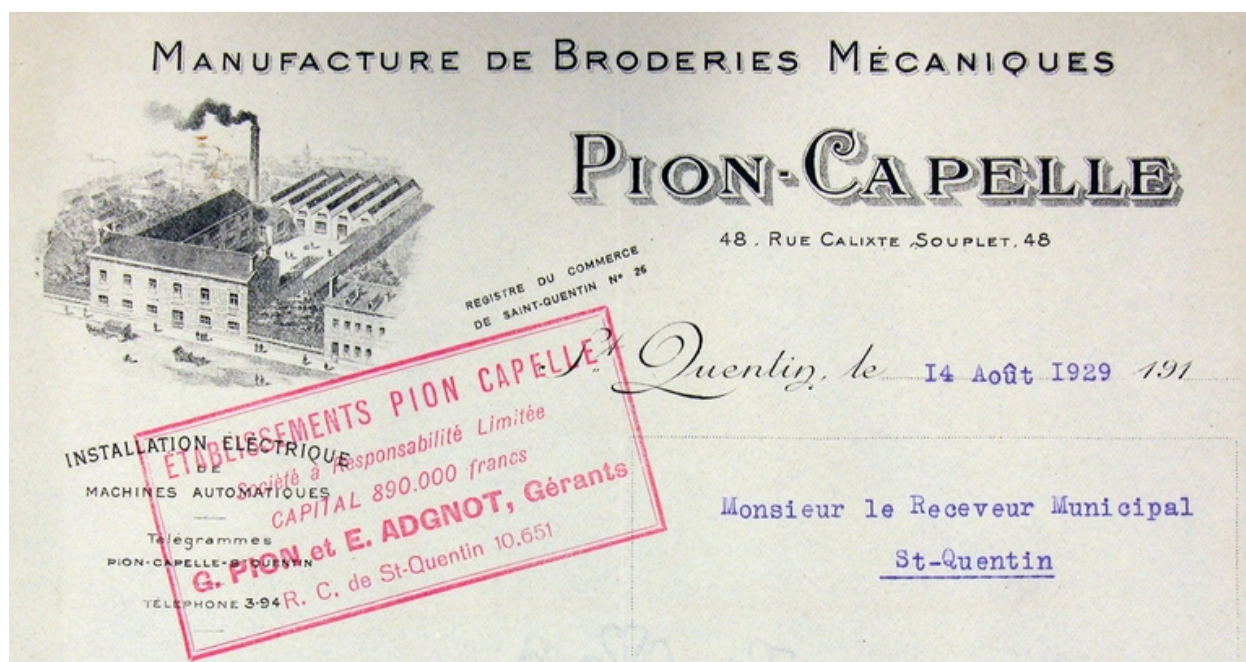 MANUFACTURE DE BRODERIES MÉCANIQUES
PION-CAPELLE
48, RUE CALIXTE SOUPLET, 48
REGISTRE DU COMMERCE
DE SAINT-QUENTIN No 26
St Quentin, le 14 Août 1929 191
ÉTABLISSEMENTS PION CAPELLE
Société à Responsabilité Limitée
CAPITAL 890.000 francs
G. PION et E. ADGNOT, Gérants
R. C. de St-Quentin 10.651
INSTALLATION ÉLECTRIQUE
DE
MACHINES AUTOMATIQUES
Télégrammes
PION-CAPELLE-St QUENTIN
TÉLÉPHONE 3-94
Monsieur le Receveur Municipal
St-Quentin